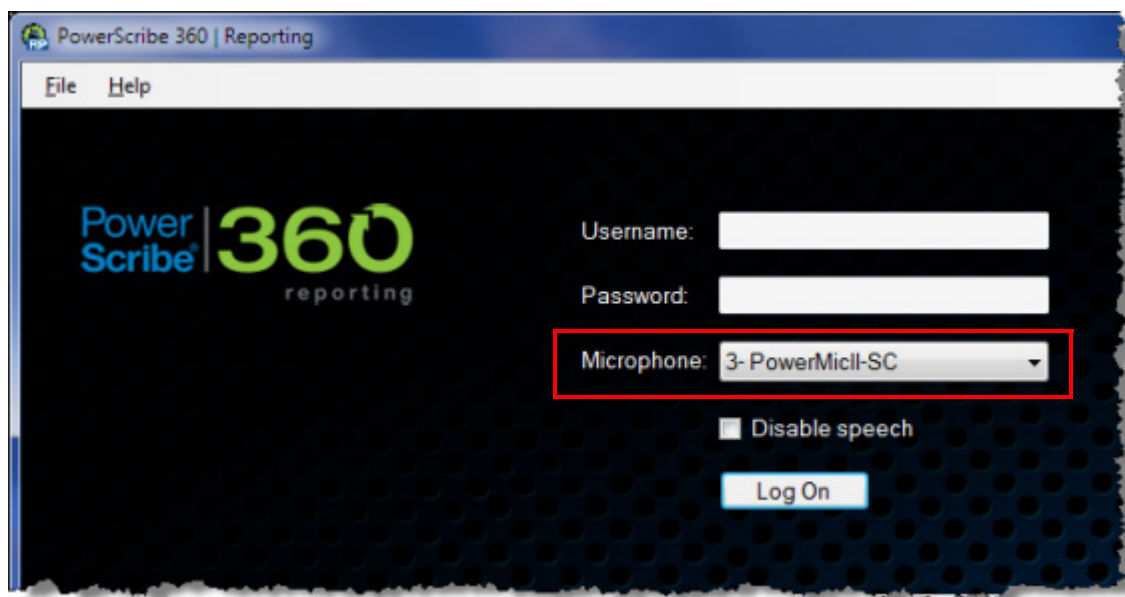 PowerScribe 360 | Reporting
File Help
Power Scribe® 360
reporting
Username:
Password:
Microphone: 3- PowerMicII-SC
Disable speech
Log On